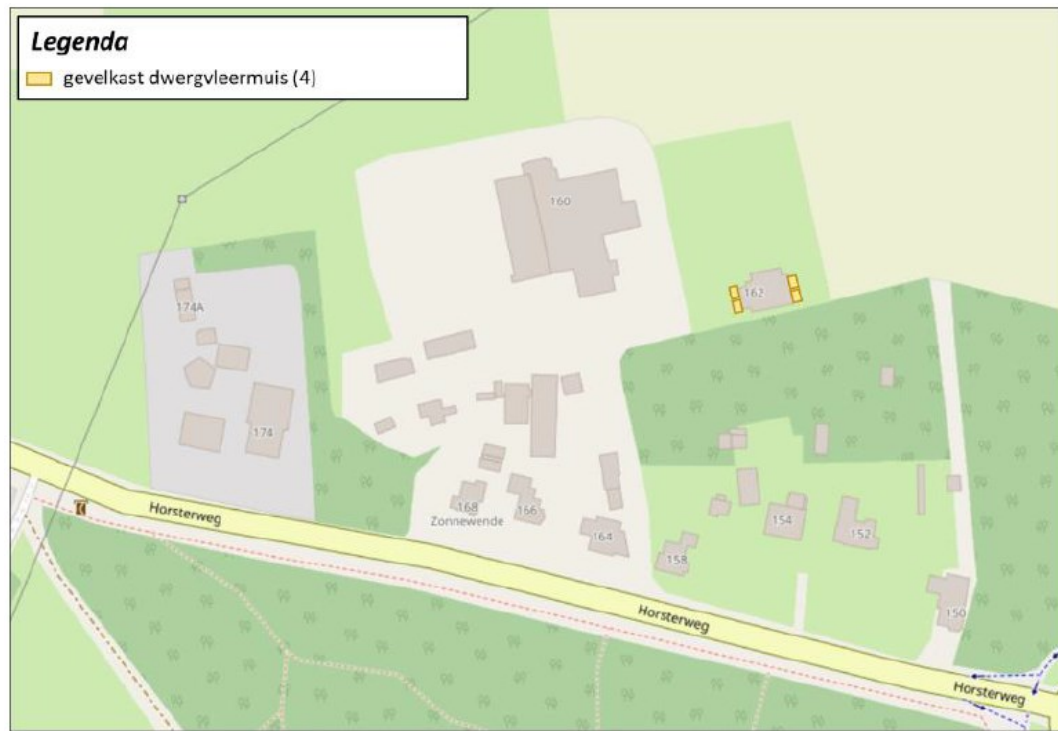 Legenda
gevelkast dwergvleermuis (4)
160
162
174A
174
168
Zonnewende
166
164
158
154
152
150
Horsterweg
Horsterweg
Horsterweg